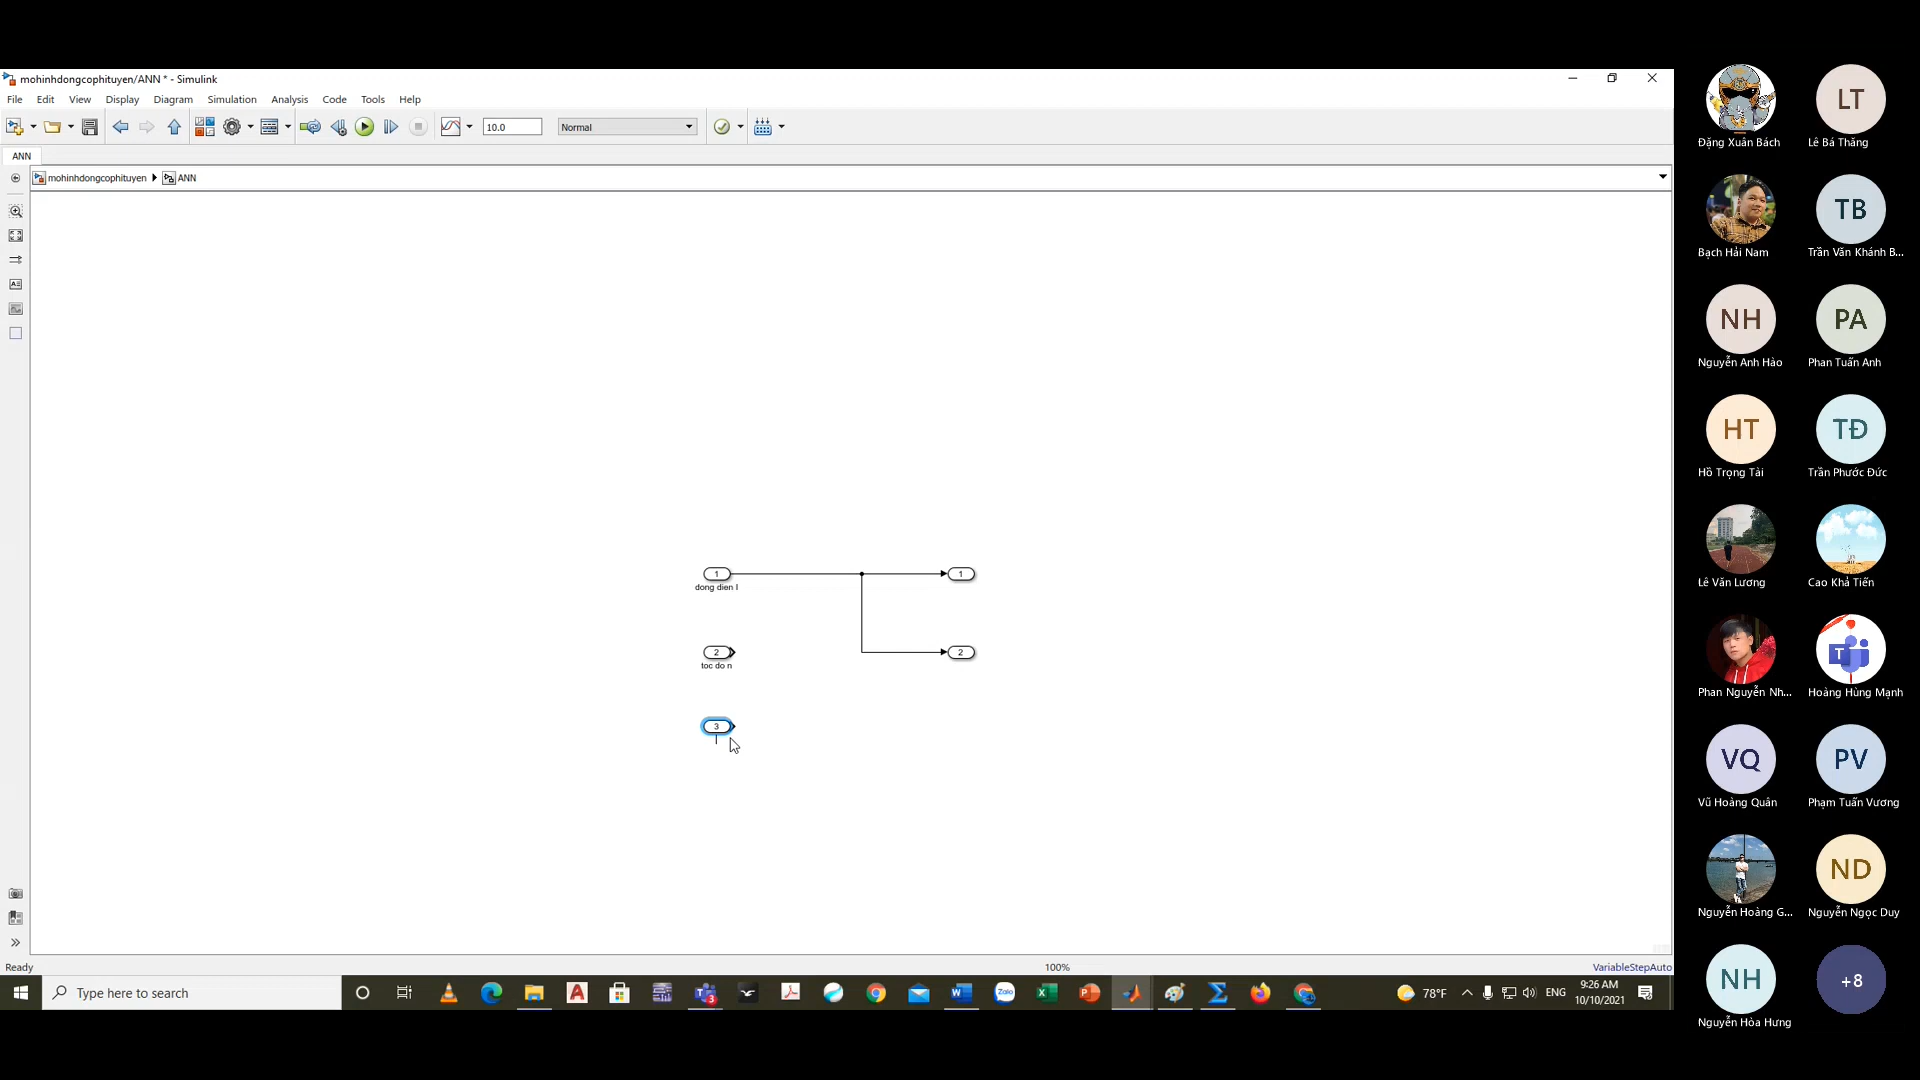 mohinhdongcophituyen/ANN * - Simulink
File Edit View Display Diagram Simulation Analysis Code Tools Help
10.0 Normal
ANN
mohinhdongcophituyen ANN
1 1
dong dien I
2 2
toc do n
3
Ready 100% VariableStepAuto
Type here to search
78°F ENG 9:26 AM
10/10/2021
Đặng Xuân Bách
LT
Lê Bá Thăng
Bạch Hải Nam
TB
Trần Văn Khánh B...
NH
Nguyễn Anh Hào
PA
Phan Tuấn Anh
HT
Hồ Trọng Tài
TĐ
Trần Phước Đức
Lê Văn Lương
Cao Khả Tiến
Phan Nguyễn Nh...
Hoàng Hùng Mạnh
VQ
Vũ Hoàng Quân
PV
Phạm Tuấn Vương
Nguyễn Hoàng G...
ND
Nguyễn Ngọc Duy
NH
Nguyễn Hòa Hưng
+8